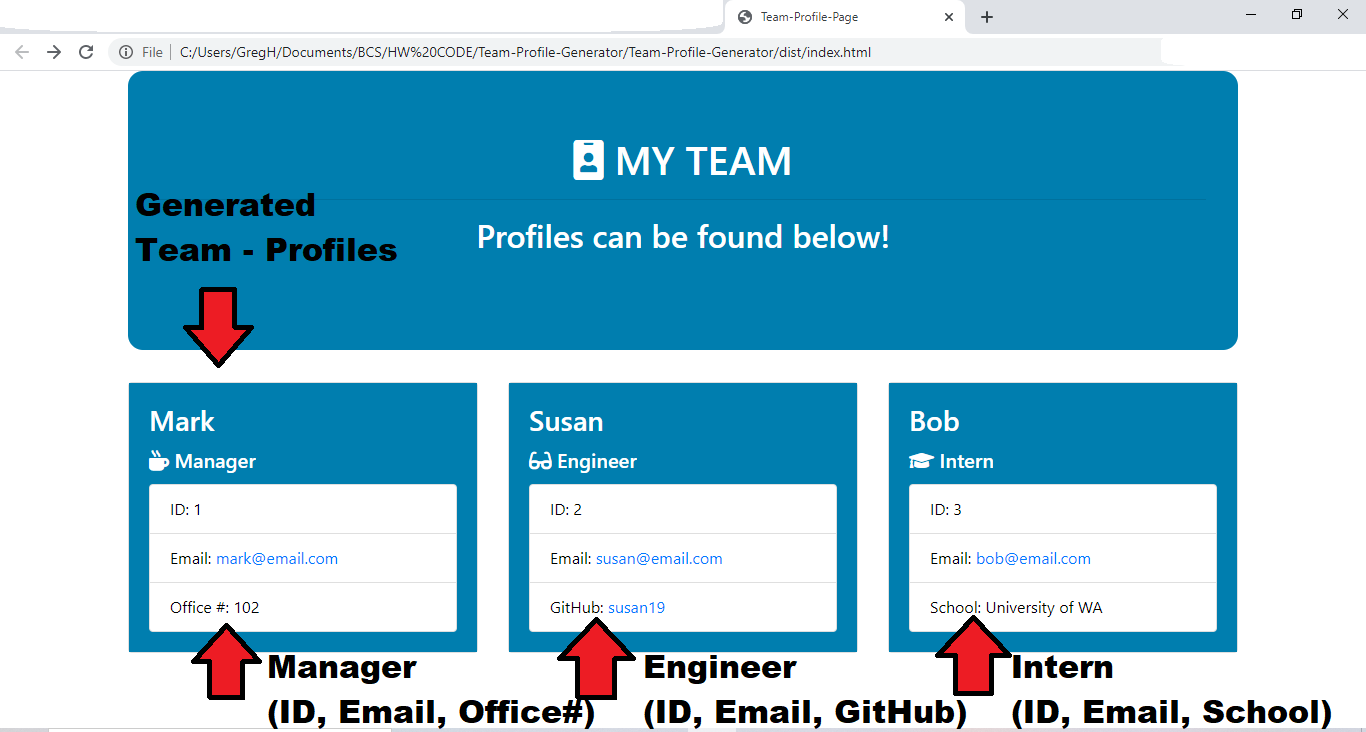 Team-Profile-Page
File | C:/Users/GregH/Documents/BCS/HW%20CODE/Team-Profile-Generator/Team-Profile-Generator/dist/index.html
MY TEAM
Profiles can be found below!
Generated
Team - Profiles
Mark
Manager
ID: 1
Email: mark@email.com
Office #: 102
Susan
Engineer
ID: 2
Email: susan@email.com
GitHub: susan19
Bob
Intern
ID: 3
Email: bob@email.com
School: University of WA
Manager
(ID, Email, Office#)
Engineer
(ID, Email, GitHub)
Intern
(ID, Email, School)